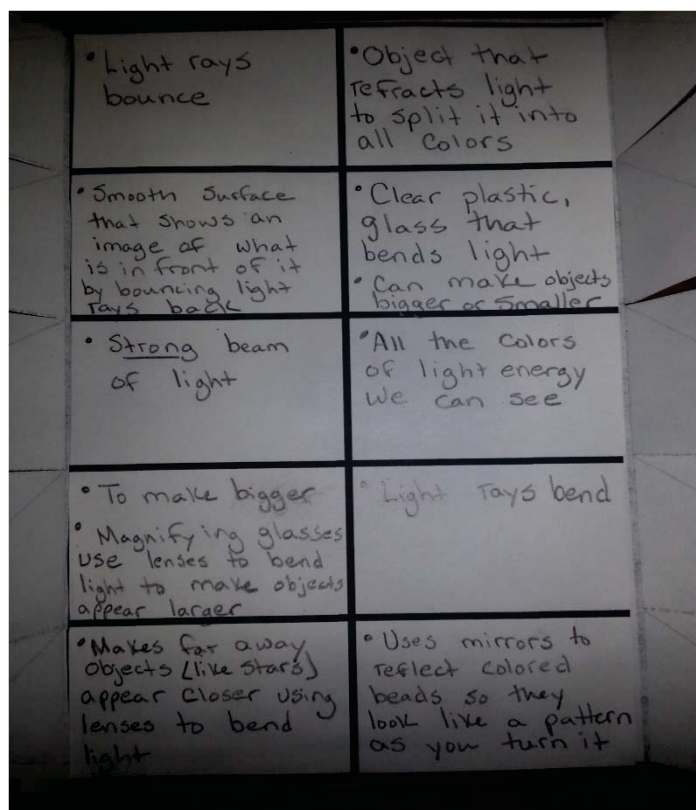 • Light rays
bounce
• Object that
refracts light
to split it into
all colors
• Smooth surface
that shows an
image of what
is in front of it
by bouncing light
rays back
• Clear plastic,
glass that
bends light
• Can make objects
bigger or smaller
• Strong beam
of light
• All the colors
of light energy
we can see
• To make bigger
• Magnifying glasses
use lenses to bend
light to make objects
appear larger
• Light rays bend
• Makes far away
objects (like stars)
appear closer using
lenses to bend
light
• Uses mirrors to
reflect colored
beads so they
look like a pattern
as you turn it